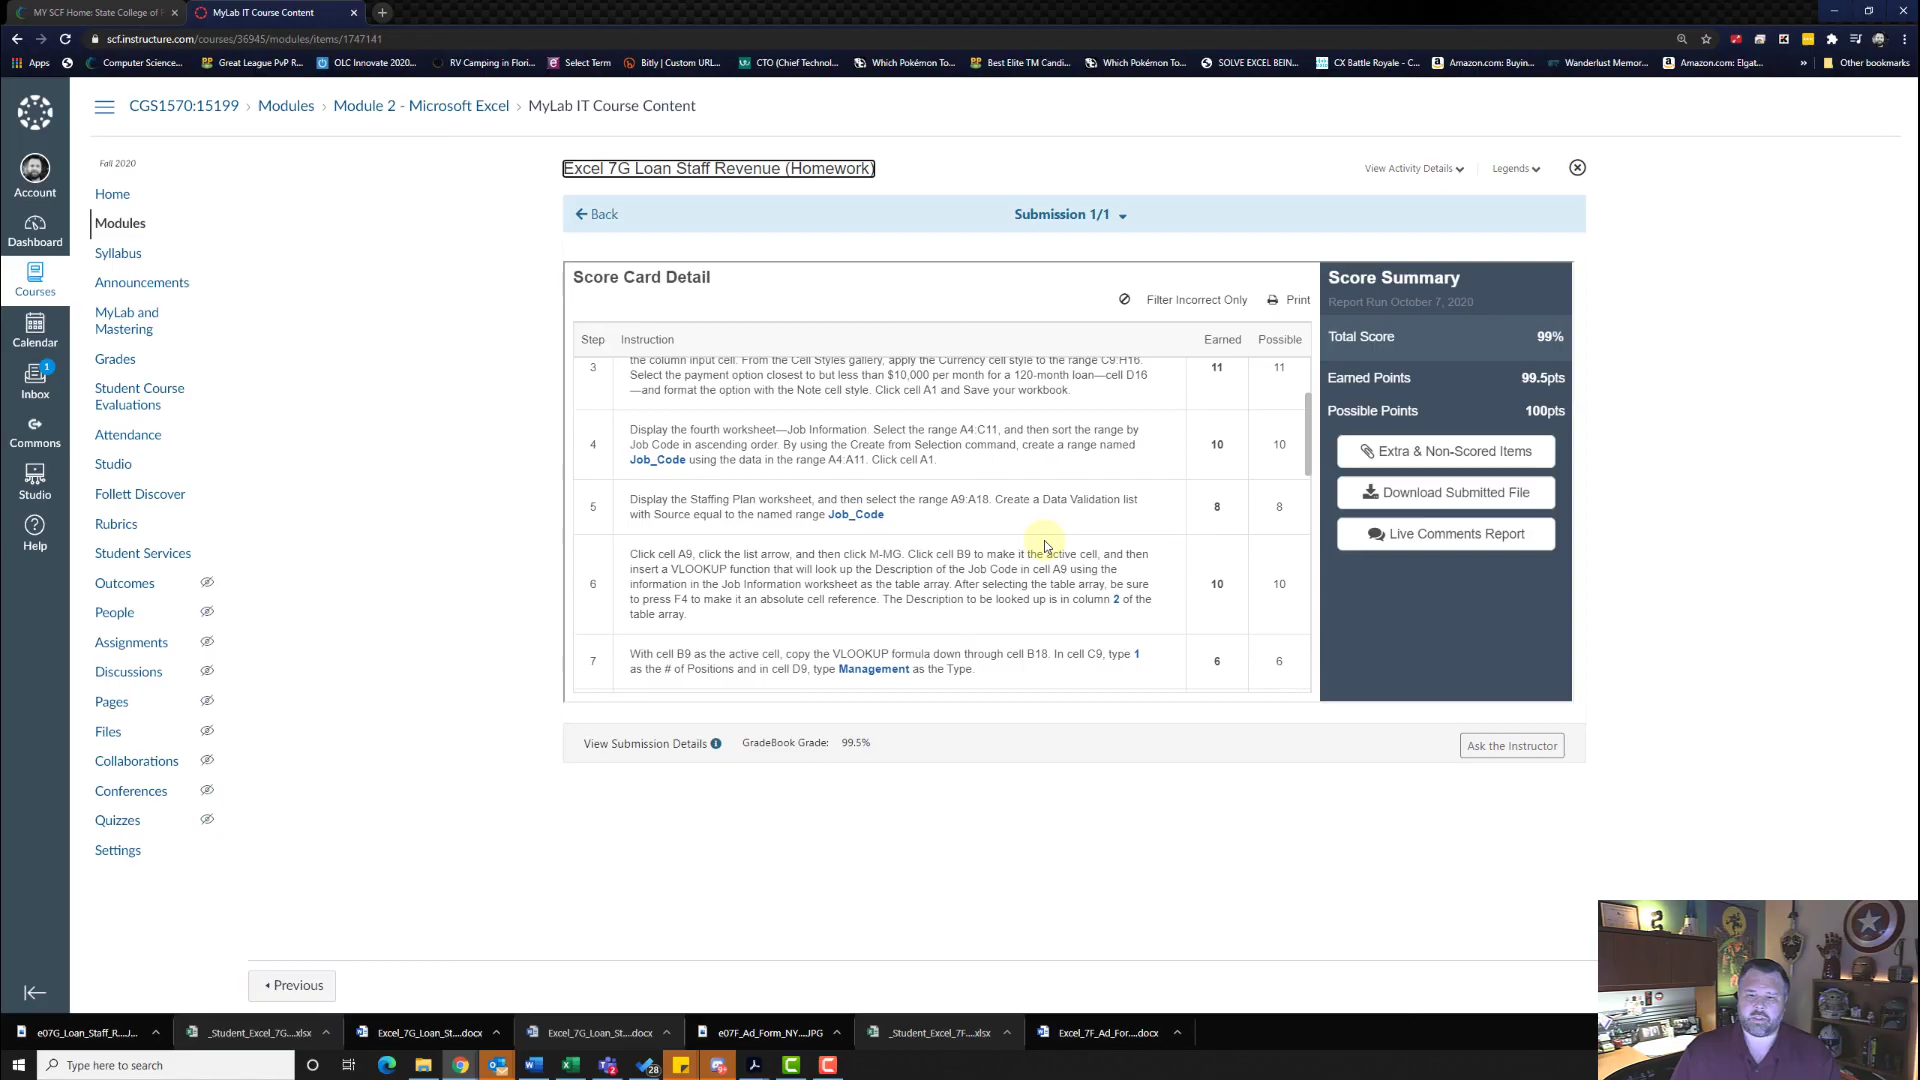 MY SCF Home: State College of F
MyLab IT Course Content
scf.instructure.com/courses/36945/modules/items/1747141
Apps
Computer Science...
Great League PvP R...
OLC Innovate 2020...
RV Camping in Flori...
Select Term
Bitly | Custom URL...
CTO (Chief Technol...
Which Pokémon To...
Which Pokémon To...
Best Elite TM Candi...
SOLVE EXCEL BEIN...
CX Battle Royale - C...
Amazon.com: Buyin...
Wanderlust Memor...
Amazon.com: Elgat...
Other bookmarks
CGS1570:15199 › Modules › Module 2 - Microsoft Excel › MyLab IT Course Content
Account
Dashboard
Courses
Calendar
1
Inbox
Commons
Studio
Help
Fall 2020
Home
Modules
Syllabus
Announcements
MyLab and
Mastering
Grades
Student Course
Evaluations
Attendance
Studio
Follett Discover
Rubrics
Student Services
Outcomes
People
Assignments
Discussions
Pages
Files
Collaborations
Conferences
Quizzes
Settings
Excel 7G Loan Staff Revenue (Homework)
View Activity Details
Legends
Back
Submission 1/1
Score Card Detail
Filter Incorrect Only
Print
Step Instruction Earned Possible
3 the column input cell. From the Cell Styles gallery, apply the Currency cell style to the range C9:H16. 11 11
Select the payment option closest to but less than $10,000 per month for a 120-month loan—cell D16
—and format the option with the Note cell style. Click cell A1 and Save your workbook.
Display the fourth worksheet—Job Information. Select the range A4:C11, and then sort the range by
4 Job Code in ascending order. By using the Create from Selection command, create a range named 10 10
Job_Code using the data in the range A4:A11. Click cell A1.
Display the Staffing Plan worksheet, and then select the range A9:A18. Create a Data Validation list
5 with Source equal to the named range Job_Code 8 8
Click cell A9, click the list arrow, and then click M-MG. Click cell B9 to make it the active cell, and then
insert a VLOOKUP function that will look up the Description of the Job Code in cell A9 using the
6 information in the Job Information worksheet as the table array. After selecting the table array, be sure 10 10
to press F4 to make it an absolute cell reference. The Description to be looked up is in column 2 of the
table array.
With cell B9 as the active cell, copy the VLOOKUP formula down through cell B18. In cell C9, type 1
7 as the # of Positions and in cell D9, type Management as the Type. 6 6
Score Summary
Report Run October 7, 2020
Total Score 99%
Earned Points 99.5pts
Possible Points 100pts
Extra & Non-Scored Items
Download Submitted File
Live Comments Report
View Submission Details
GradeBook Grade: 99.5%
Ask the Instructor
Previous
e07G_Loan_Staff_R....J...
_Student_Excel_7G....xlsx
Excel_7G_Loan_St....docx
Excel_7G_Loan_St....docx
e07F_Ad_Form_NY....JPG
_Student_Excel_7F....xlsx
Excel_7F_Ad_For....docx
Type here to search
28